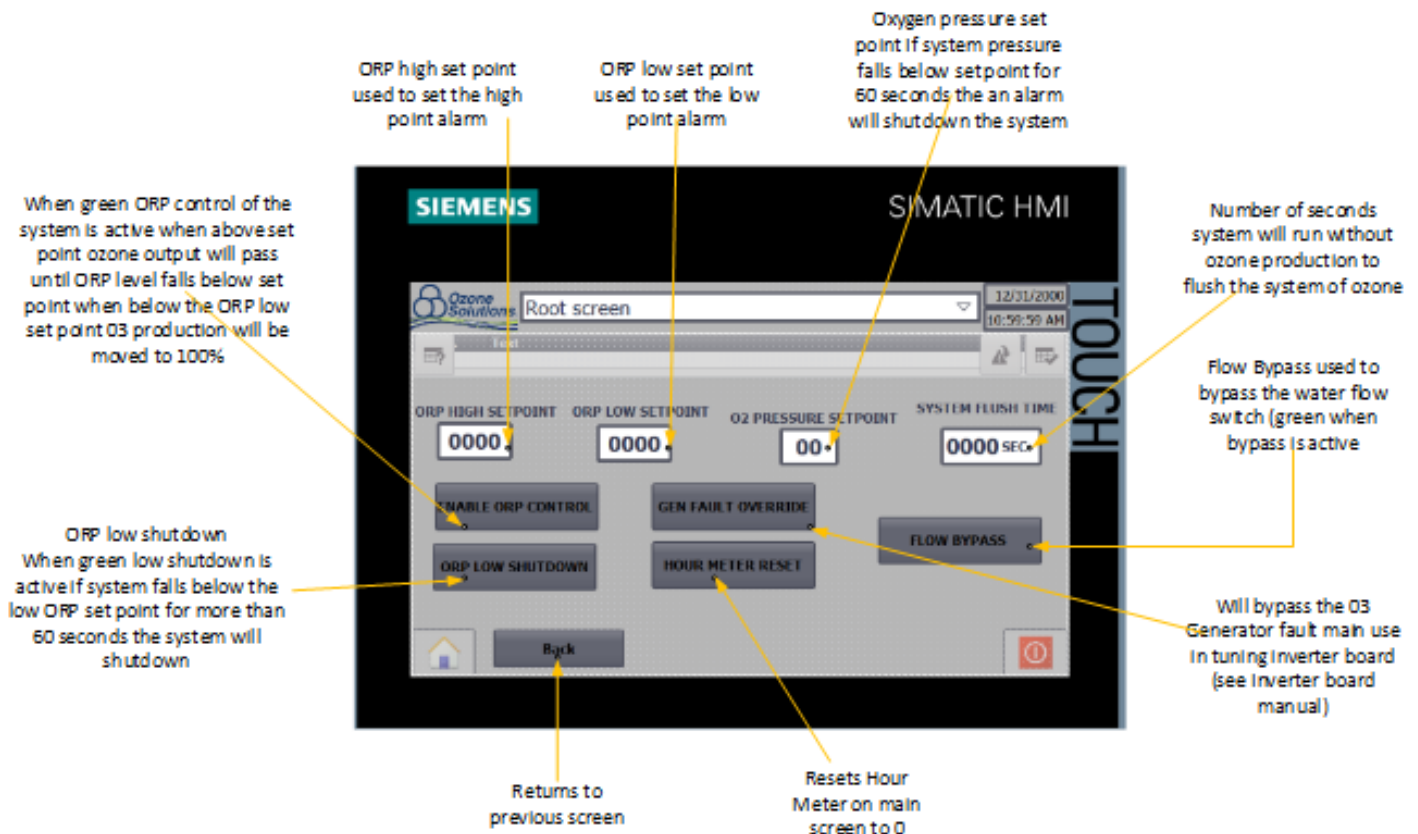 Oxygen pressure set
point if system pressure
falls below setpoint for
60 seconds the an alarm
will shutdown the system
ORP high set point
used to set the high
point alarm
ORP low set point
used to set the low
point alarm
When green ORP control of the
system is active when above set
point ozone output will pass
until ORP level falls below set
point when below the ORP low
set point 03 production will be
moved to 100%
SIEMENS
SIMATIC HMI
Number of seconds
system will run without
ozone production to
flush the system of ozone
Ozone
Solutions
Root screen
12/31/2000
10:59:59 AM
TOUCH
Text
Flow Bypass used to
bypass the water flow
switch (green when
bypass is active
ORP HIGH SETPOINT
ORP LOW SETPOINT
O2 PRESSURE SETPOINT
SYSTEM FLUSH TIME
0000
0000
00
0000 SEC
ENABLE ORP CONTROL
GEN FAULT OVERRIDE
FLOW BYPASS
ORP LOW SHUTDOWN
HOUR METER RESET
ORP low shutdown
When green low shutdown is
active if system falls below the
low ORP set point for more than
60 seconds the system will
shutdown
Will bypass the 03
Generator fault main use
in tuning inverter board
(see Inverter board
manual)
Back
Returns to
previous screen
Resets Hour
Meter on main
screen to 0